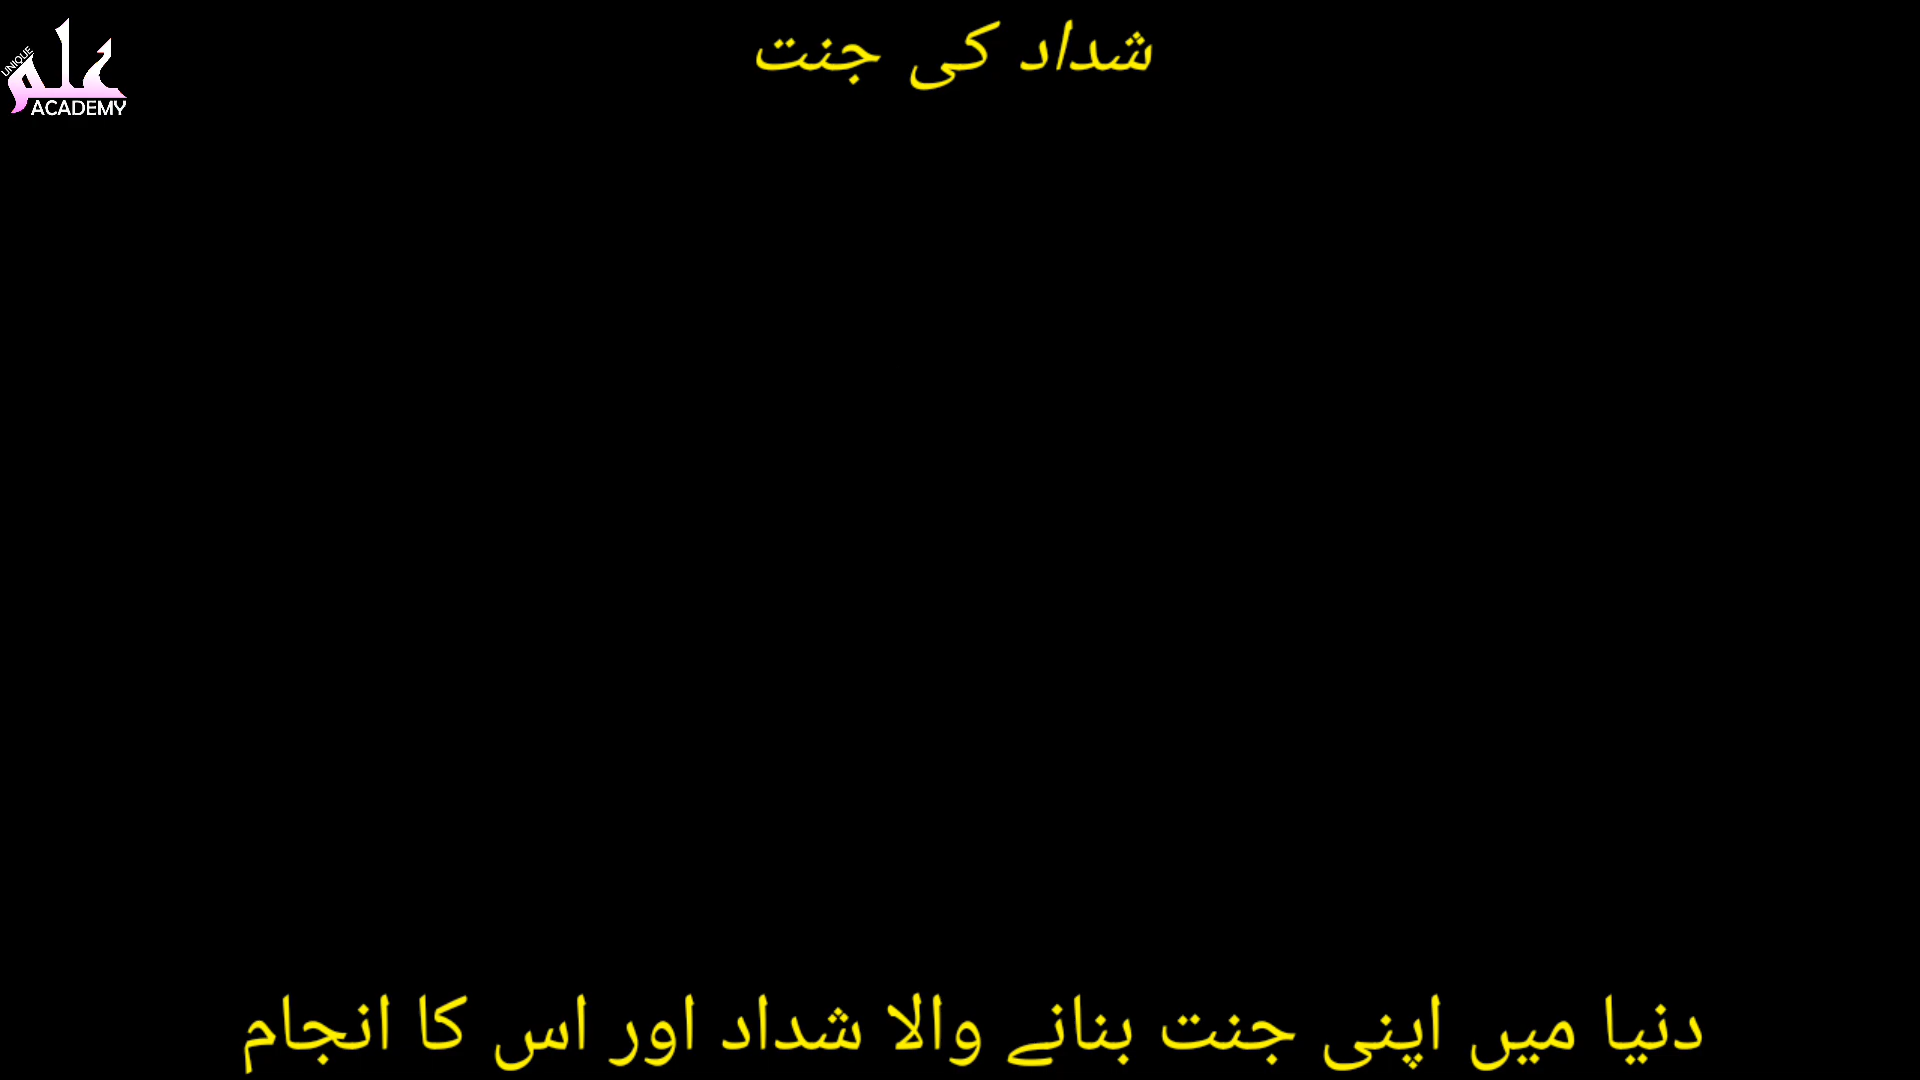 شداد کی جنت
UNIQUE
علم
ACADEMY
دنیا میں اپنی جنت بنانے والا شداد اور اس کا انجام